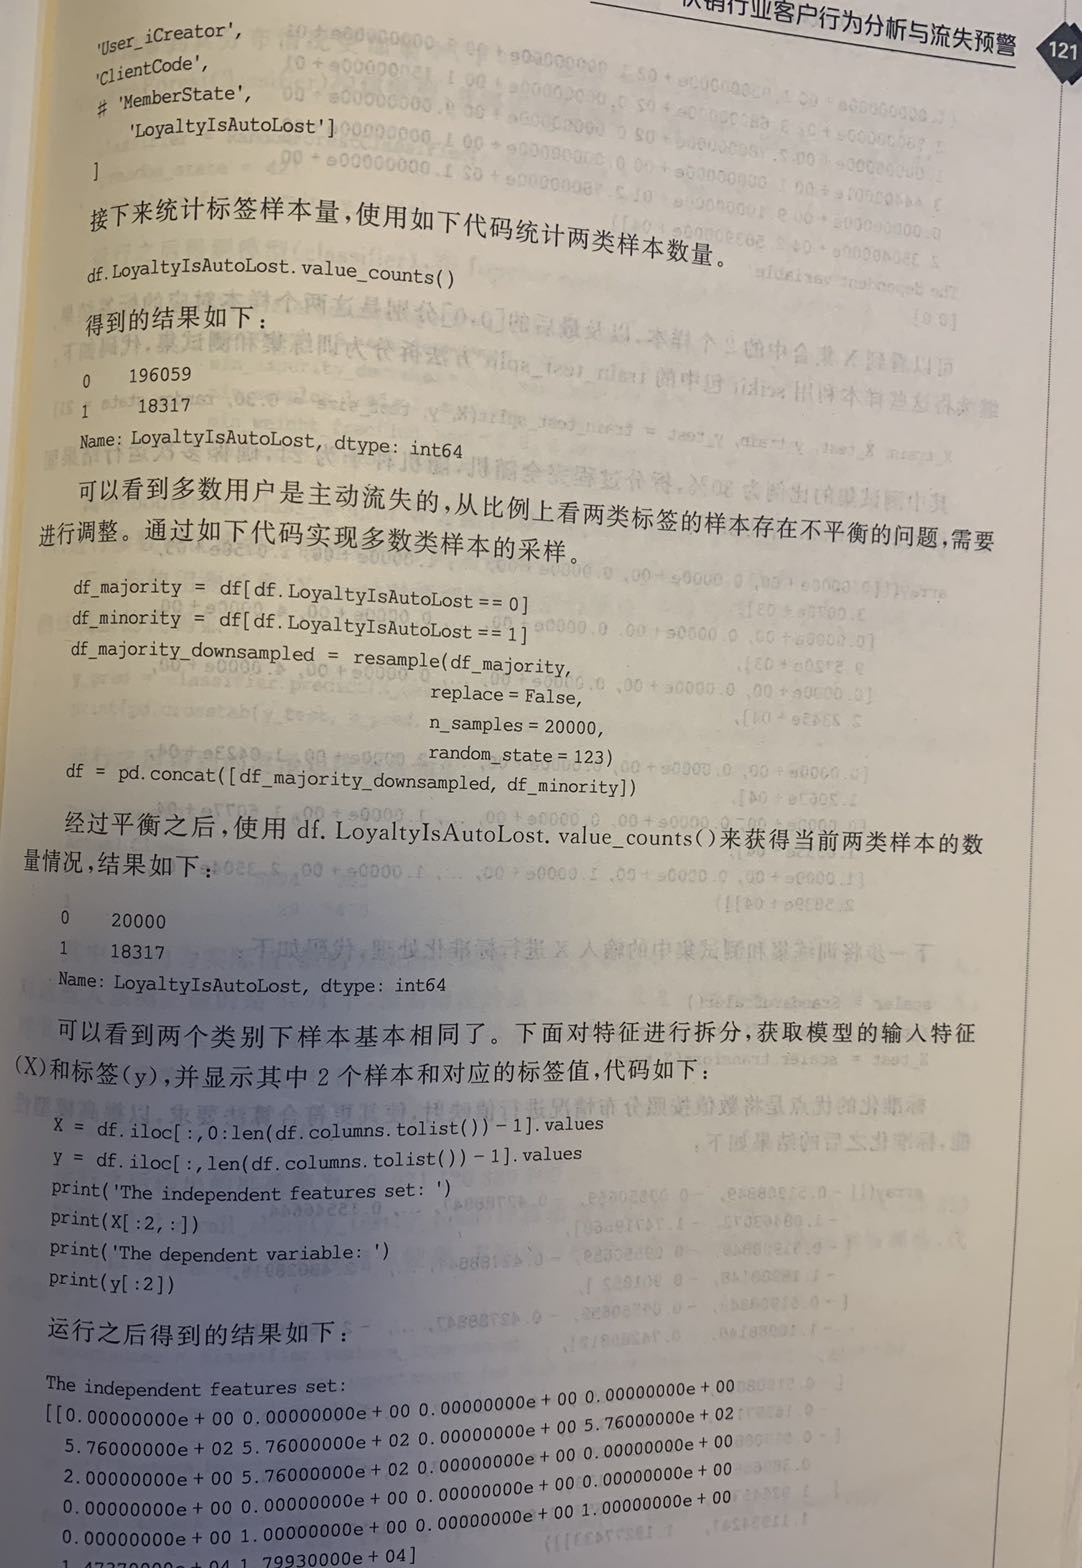 快销行业客户行为分析与流失预警
121
'User_iCreator',
'ClientCode',
# 'MemberState',
'LoyaltyIsAutoLost']
]
接下来统计标签样本量,使用如下代码统计两类样本数量。
df.LoyaltyIsAutoLost.value_counts()
得到的结果如下:
0 196059
1 18317
Name: LoyaltyIsAutoLost, dtype: int64
可以看到多数用户是主动流失的,从比例上看两类标签的样本存在不平衡的问题,需要
进行调整。通过如下代码实现多数类样本的采样。
df_majority = df[df.LoyaltyIsAutoLost == 0]
df_minority = df[df.LoyaltyIsAutoLost == 1]
df_majority_downsampled = resample(df_majority,
replace = False,
n_samples = 20000,
random_state = 123)
df = pd.concat([df_majority_downsampled, df_minority])
经过平衡之后,使用 df. LoyaltyIsAutoLost. value_counts()来获得当前两类样本的数
量情况,结果如下:
0 20000
1 18317
Name: LoyaltyIsAutoLost, dtype: int64
可以看到两个类别下样本基本相同了。下面对特征进行拆分,获取模型的输入特征
(X)和标签(y),并显示其中 2 个样本和对应的标签值,代码如下:
X = df.iloc[:,0:len(df.columns.tolist()) - 1].values
y = df.iloc[:,len(df.columns.tolist()) - 1].values
print('The independent features set: ')
print(X[:2,:])
print('The dependent variable: ')
print(y[:2])
运行之后得到的结果如下:
The independent features set:
[[0.00000000e + 00 0.00000000e + 00 0.00000000e + 00 0.00000000e + 00
5.76000000e + 02 5.76000000e + 02 0.00000000e + 00 5.76000000e + 02
2.00000000e + 00 5.76000000e + 02 0.00000000e + 00 0.00000000e + 00
0.00000000e + 00 0.00000000e + 00 0.00000000e + 00 0.00000000e + 00
0.00000000e + 00 1.00000000e + 00 0.00000000e + 00 1.00000000e + 00
1.79930000e + 04]